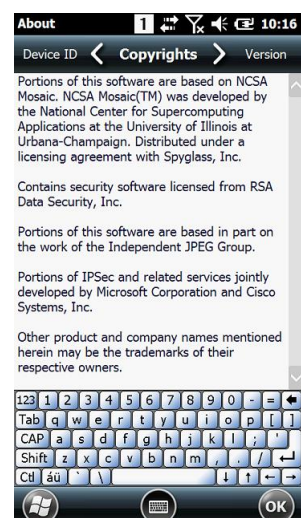 About 1 10:16
Device ID Copyrights Version
Portions of this software are based on NCSA
Mosaic. NCSA Mosaic(TM) was developed by
the National Center for Supercomputing
Applications at the University of Illinois at
Urbana-Champaign. Distributed under a
licensing agreement with Spyglass, Inc.
Contains security software licensed from RSA
Data Security, Inc.
Portions of this software are based in part on
the work of the Independent JPEG Group.
Portions of IPSec and related services jointly
developed by Microsoft Corporation and Cisco
Systems, Inc.
Other product and company names mentioned
herein may be the trademarks of their
respective owners.
123 1 2 3 4 5 6 7 8 9 0 - =
Tab q w e r t y u i o p [ ]
CAP a s d f g h j k l ; '
Shift z x c v b n m , . /
Ctl áü ` \
OK